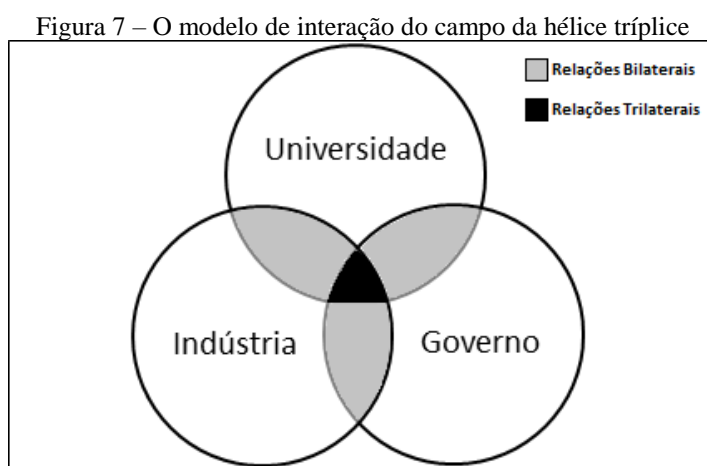 Figura 7 – O modelo de interação do campo da hélice tríplice
Relações Bilaterais
Relações Trilaterais
Universidade
Indústria
Governo